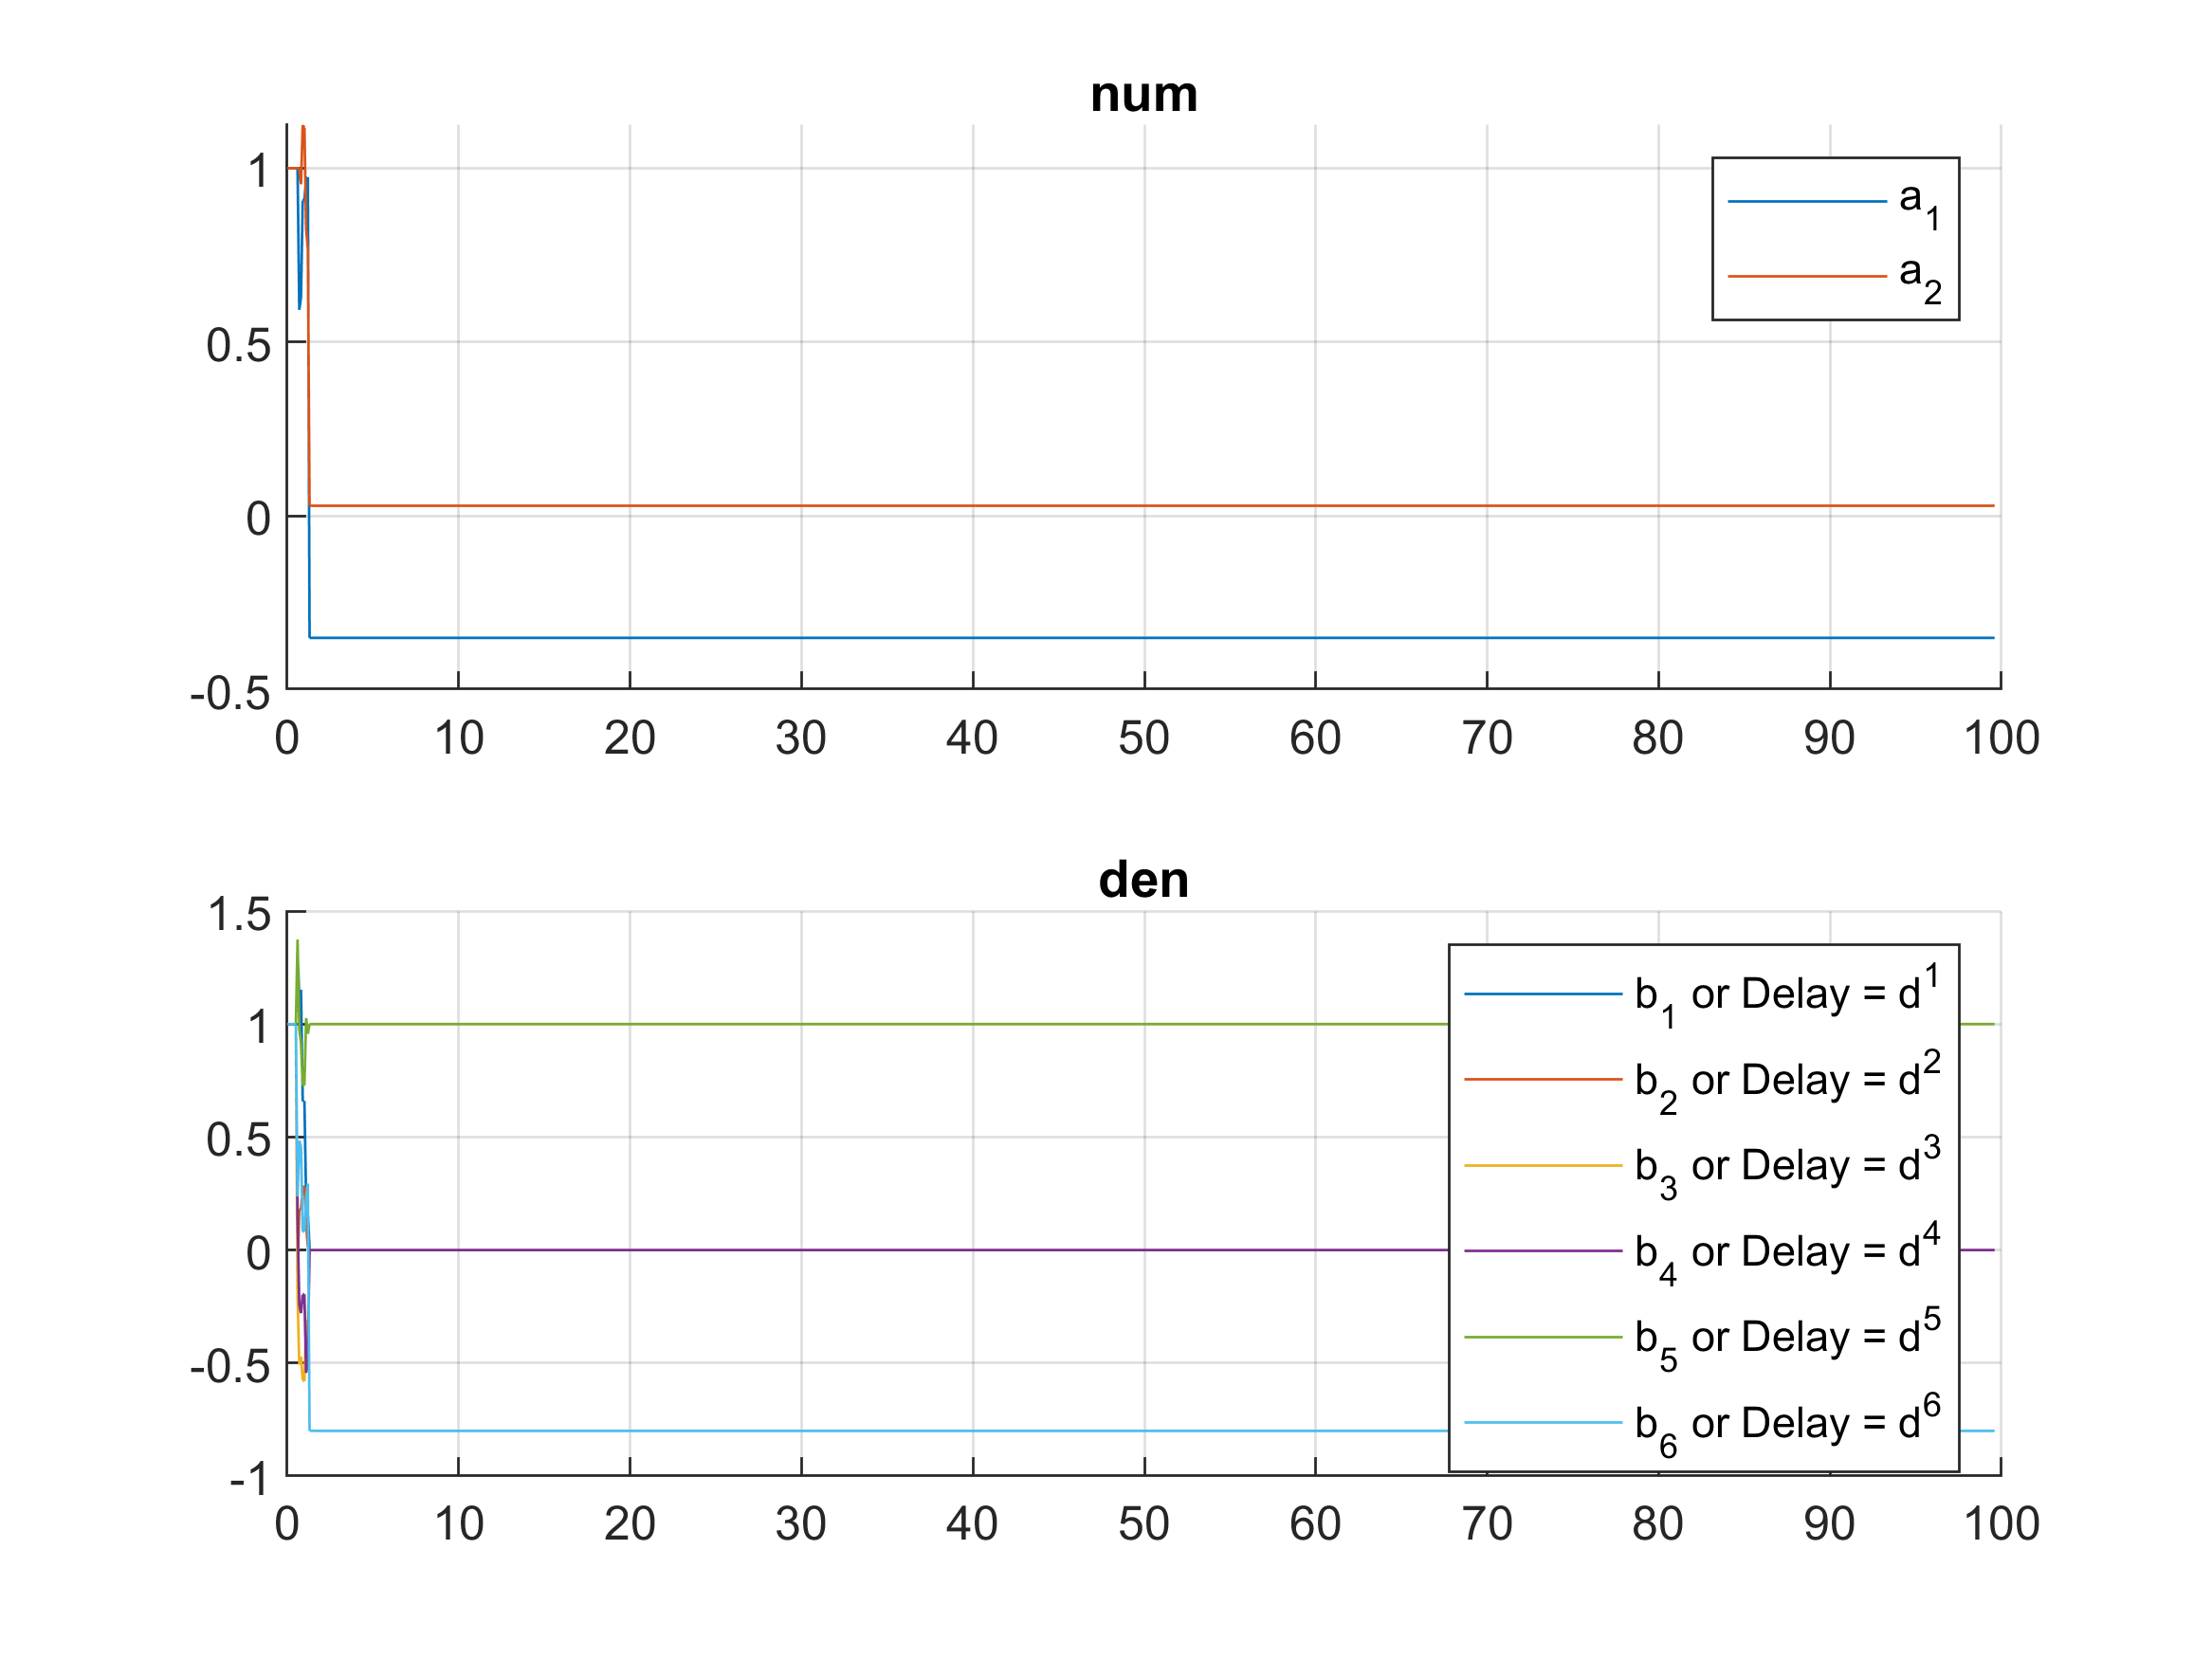 num
1
0.5
0
-0.5
0 10 20 30 40 50 60 70 80 90 100
a₁
a₂
den
1.5
1
0.5
0
-0.5
-1
0 10 20 30 40 50 60 70 80 90 100
b₁ or Delay = d¹
b₂ or Delay = d²
b₃ or Delay = d³
b₄ or Delay = d⁴
b₅ or Delay = d⁵
b₆ or Delay = d⁶